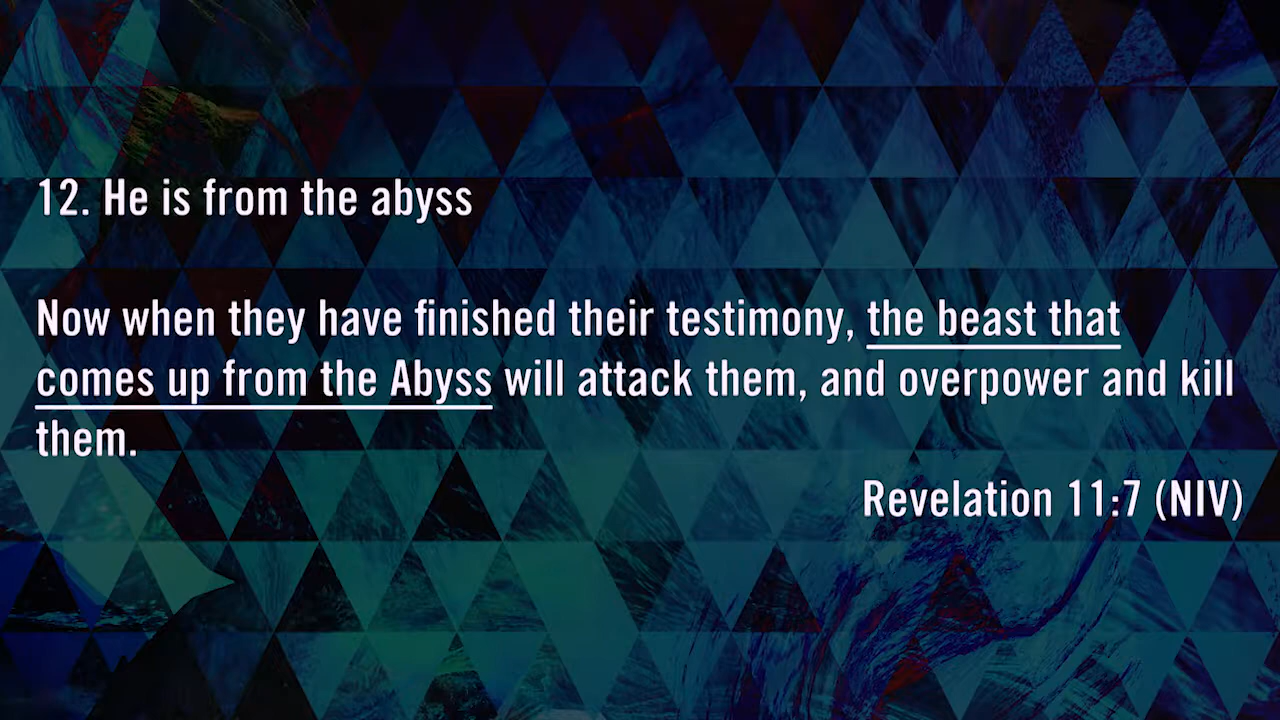 12. He is from the abyss
Now when they have finished their testimony, the beast that
comes up from the Abyss will attack them, and overpower and kill
them.
Revelation 11:7 (NIV)